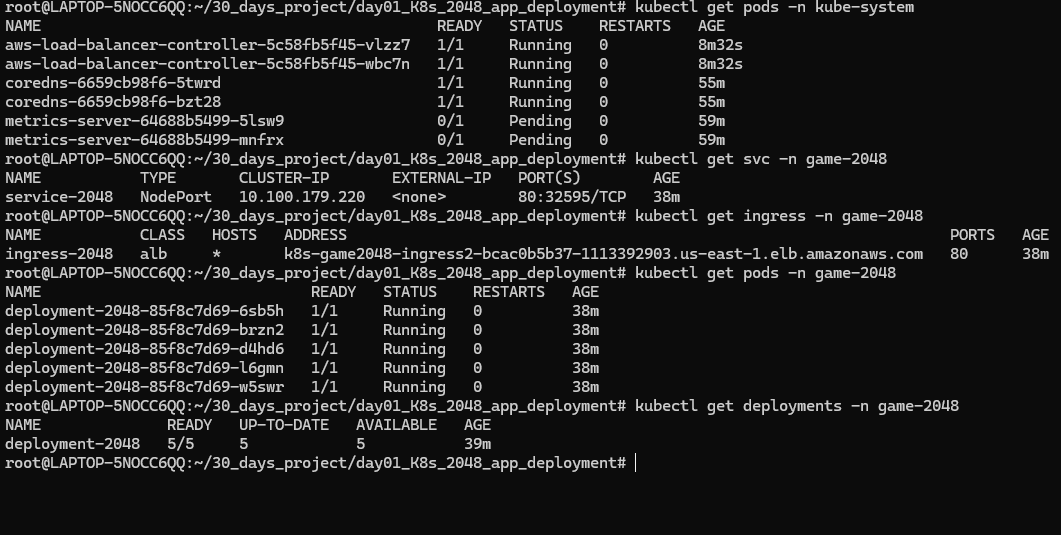 root@LAPTOP-5NOCC6QQ:~/30_days_project/day01_K8s_2048_app_deployment# kubectl get pods -n kube-system
NAME READY STATUS RESTARTS AGE
aws-load-balancer-controller-5c58fb5f45-vlzz7 1/1 Running 0 8m32s
aws-load-balancer-controller-5c58fb5f45-wbc7n 1/1 Running 0 8m32s
coredns-6659cb98f6-5twrd 1/1 Running 0 55m
coredns-6659cb98f6-bzt28 1/1 Running 0 55m
metrics-server-64688b5499-5lsw9 0/1 Pending 0 59m
metrics-server-64688b5499-mnfrx 0/1 Pending 0 59m
root@LAPTOP-5NOCC6QQ:~/30_days_project/day01_K8s_2048_app_deployment# kubectl get svc -n game-2048
NAME TYPE CLUSTER-IP EXTERNAL-IP PORT(S) AGE
service-2048 NodePort 10.100.179.220 <none> 80:32595/TCP 38m
root@LAPTOP-5NOCC6QQ:~/30_days_project/day01_K8s_2048_app_deployment# kubectl get ingress -n game-2048
NAME CLASS HOSTS ADDRESS PORTS AGE
ingress-2048 alb * k8s-game2048-ingress2-bcac0b5b37-1113392903.us-east-1.elb.amazonaws.com 80 38m
root@LAPTOP-5NOCC6QQ:~/30_days_project/day01_K8s_2048_app_deployment# kubectl get pods -n game-2048
NAME READY STATUS RESTARTS AGE
deployment-2048-85f8c7d69-6sb5h 1/1 Running 0 38m
deployment-2048-85f8c7d69-brzn2 1/1 Running 0 38m
deployment-2048-85f8c7d69-d4hd6 1/1 Running 0 38m
deployment-2048-85f8c7d69-l6gmn 1/1 Running 0 38m
deployment-2048-85f8c7d69-w5swr 1/1 Running 0 38m
root@LAPTOP-5NOCC6QQ:~/30_days_project/day01_K8s_2048_app_deployment# kubectl get deployments -n game-2048
NAME READY UP-TO-DATE AVAILABLE AGE
deployment-2048 5/5 5 5 39m
root@LAPTOP-5NOCC6QQ:~/30_days_project/day01_K8s_2048_app_deployment#